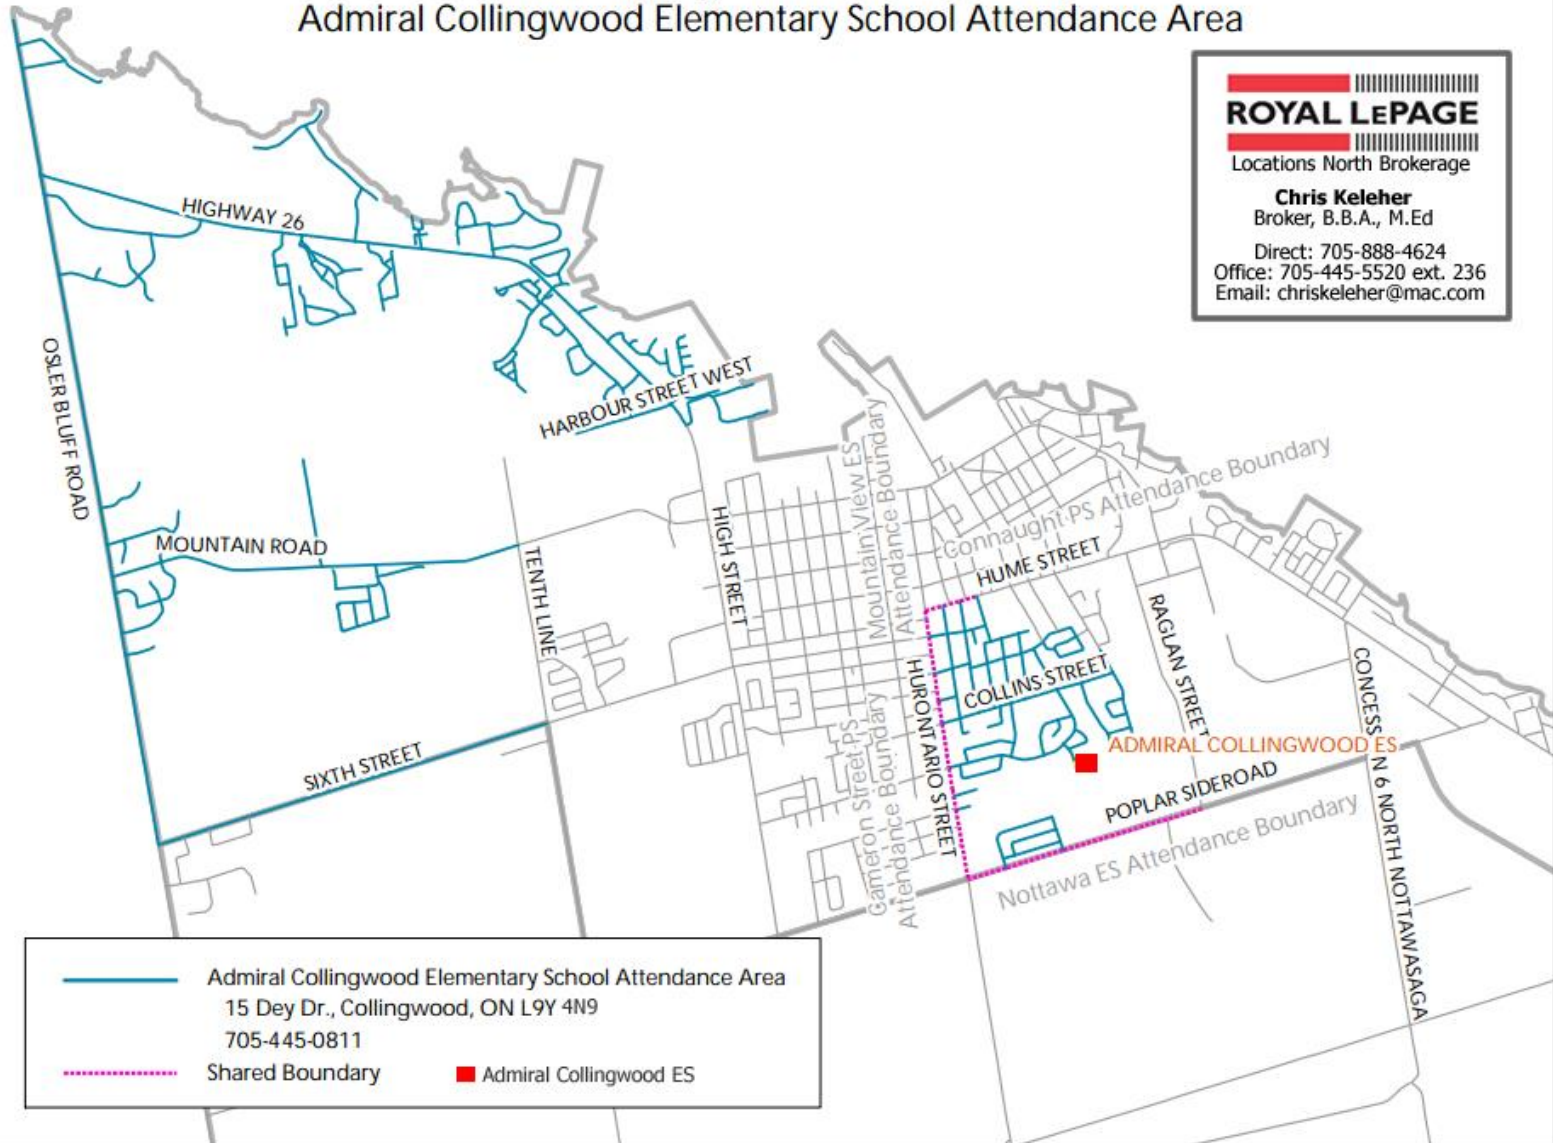 Admiral Collingwood Elementary School Attendance Area
ROYAL LEPAGE
Locations North Brokerage
Chris Keleher
Broker, B.B.A., M.Ed
Direct: 705-888-4624
Office: 705-445-5520 ext. 236
Email: chriskeleher@mac.com
HIGHWAY 26
OSLER BLUFF ROAD
HARBOUR STREET WEST
Mountain View ES
Attendance Boundary
Connaught PS Attendance Boundary
MOUNTAIN ROAD
TENTH LINE
HIGH STREET
HUME STREET
RAGLAN STREET
COLLINS STREET
HURONTARIO STREET
CONCESS N 6 NORTH NOTTAWASAGA
ADMIRAL COLLINGWOOD ES
SIXTH STREET
POPLAR SIDEROAD
Cameron Street PS
Attendance Boundary
Nottawa ES Attendance Boundary
Admiral Collingwood Elementary School Attendance Area
15 Dey Dr., Collingwood, ON L9Y 4N9
705-445-0811
Shared Boundary
Admiral Collingwood ES